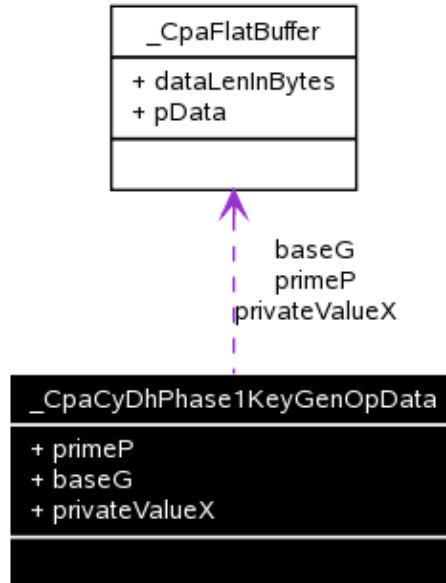 _CpaFlatBuffer
+ dataLenInBytes
+ pData
baseG
primeP
privateValueX
_CpaCyDhPhase1KeyGenOpData
+ primeP
+ baseG
+ privateValueX